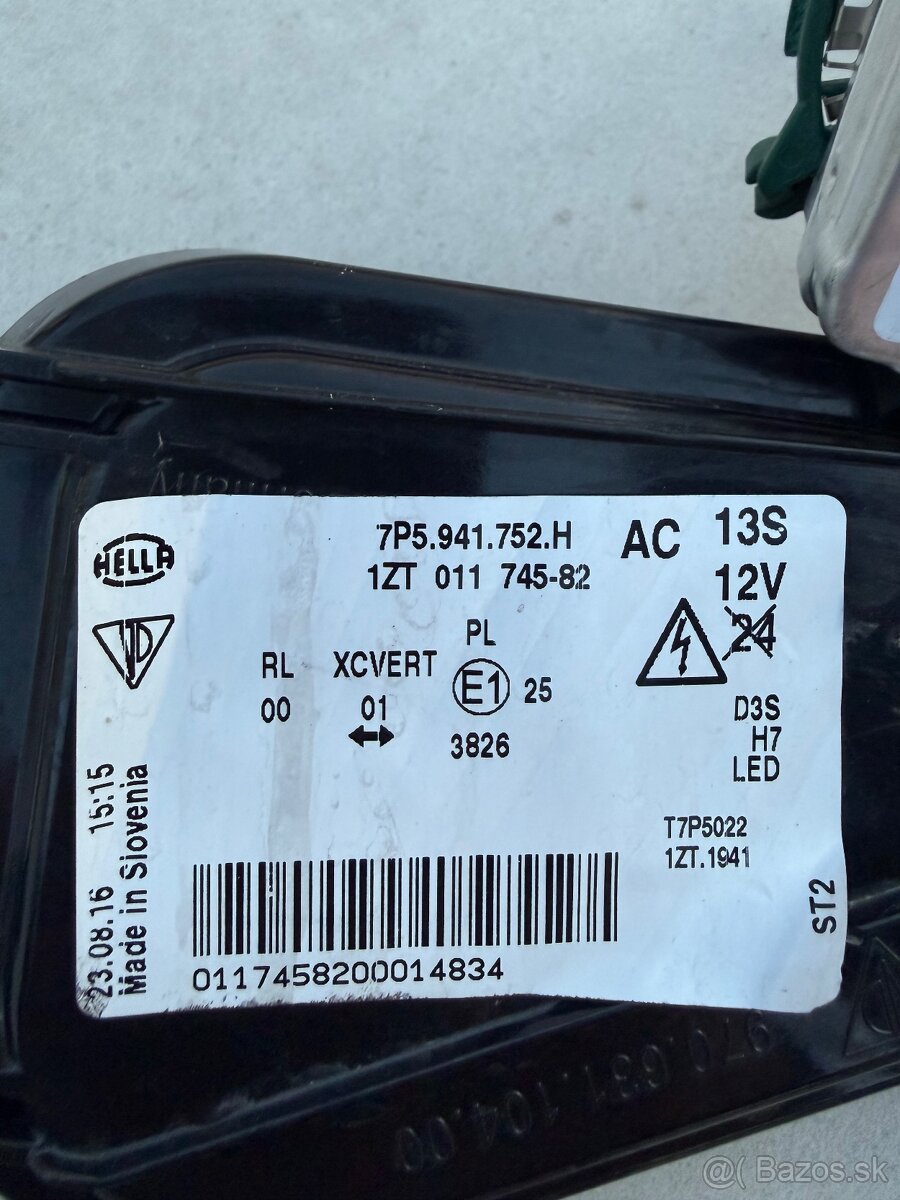 many
HELLA
7P5.941.752.H
1ZT 011 745-82
AC
13S
12V
24
WD
RL
00
XCVERT
01
PL
E1
25
3826
D3S
H7
LED
T7P5022
1ZT.1941
23.08.16 15:15
Made in Slovenia
ST2
0117458200014834
970.631.104.00
@( Bazos.sk